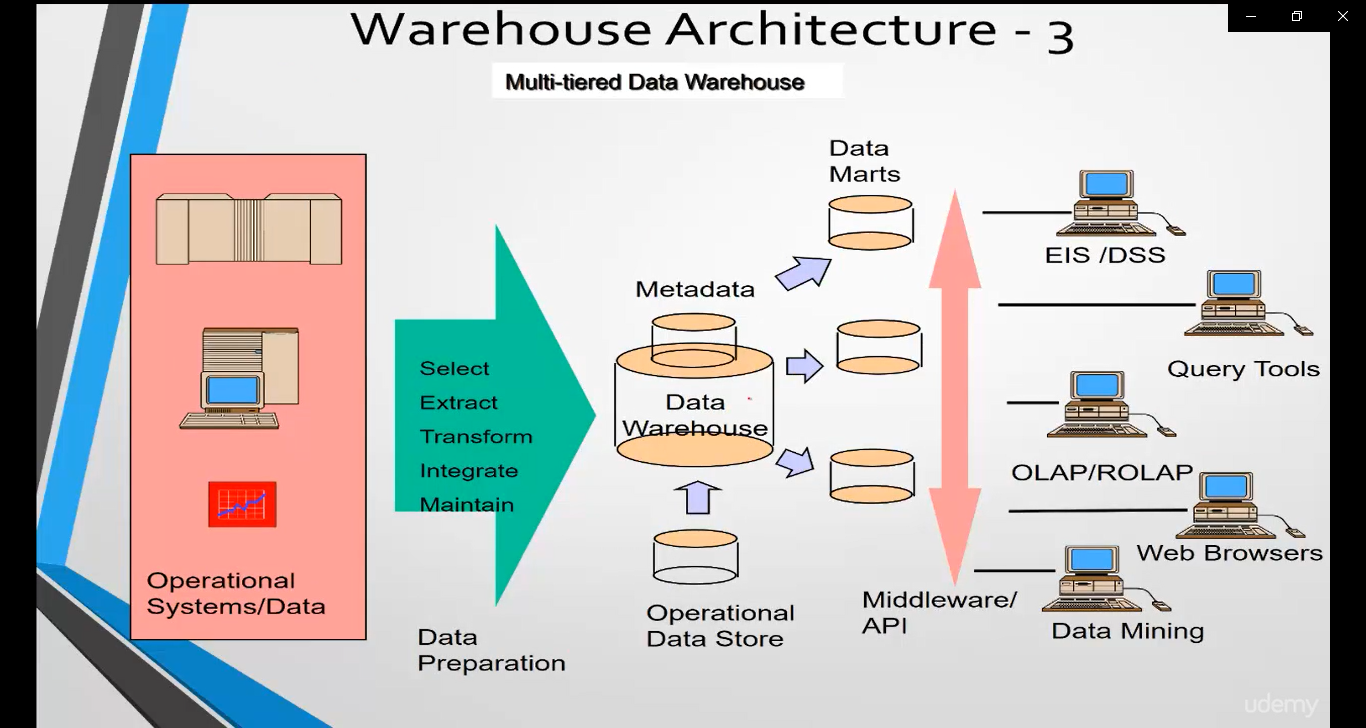 Warehouse Architecture - 3
Multi-tiered Data Warehouse
Operational
Systems/Data
Select
Extract
Transform
Integrate
Maintain
Data
Preparation
Metadata
Data
Warehouse
Operational
Data Store
Data
Marts
Middleware/
API
EIS /DSS
Query Tools
OLAP/ROLAP
Web Browsers
Data Mining
udemy